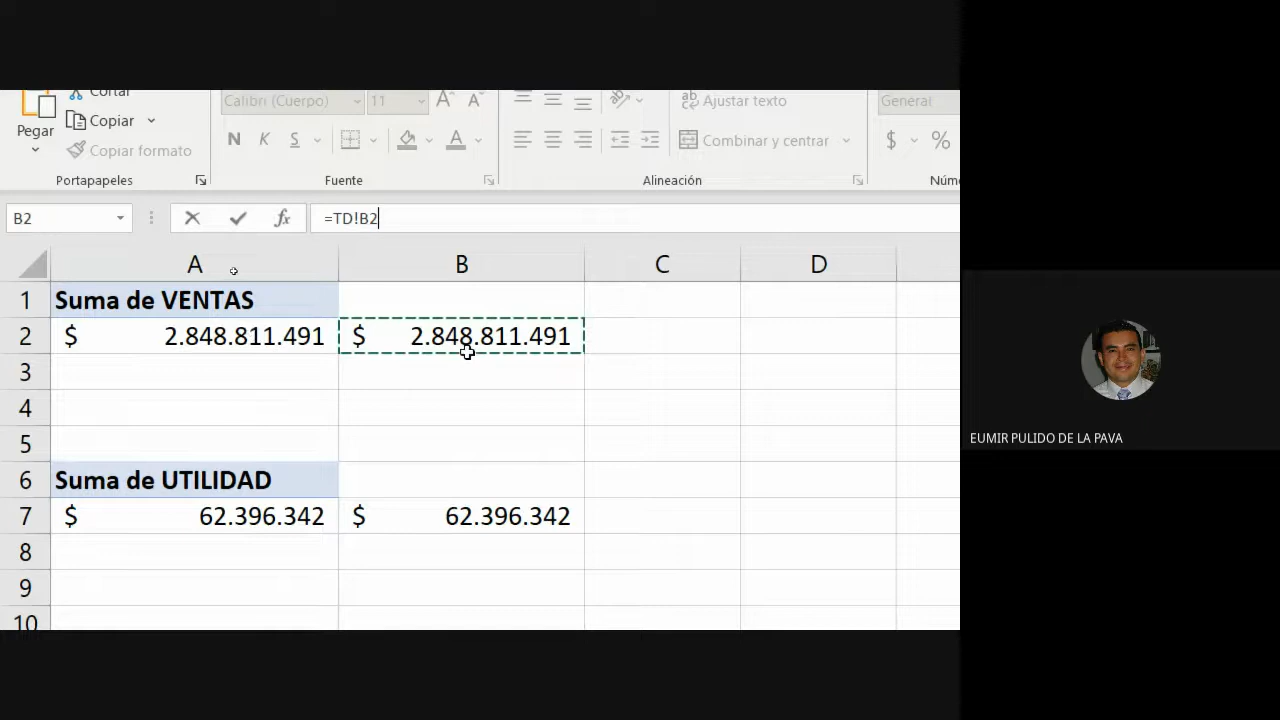 Cortar
Pegar
Copiar
Copiar formato
Portapapeles
Calibri (Cuerpo) 11 A A
N K S A
Fuente
ab Ajustar texto
Combinar y centrar
Alineación
General
$ %
Núm
B2 fx =TD!B2
A B C D
1 Suma de VENTAS
2 $ 2.848.811.491 $ 2.848.811.491
3
4
5
6 Suma de UTILIDAD
7 $ 62.396.342 $ 62.396.342
8
9
10
EUMIR PULIDO DE LA PAVA